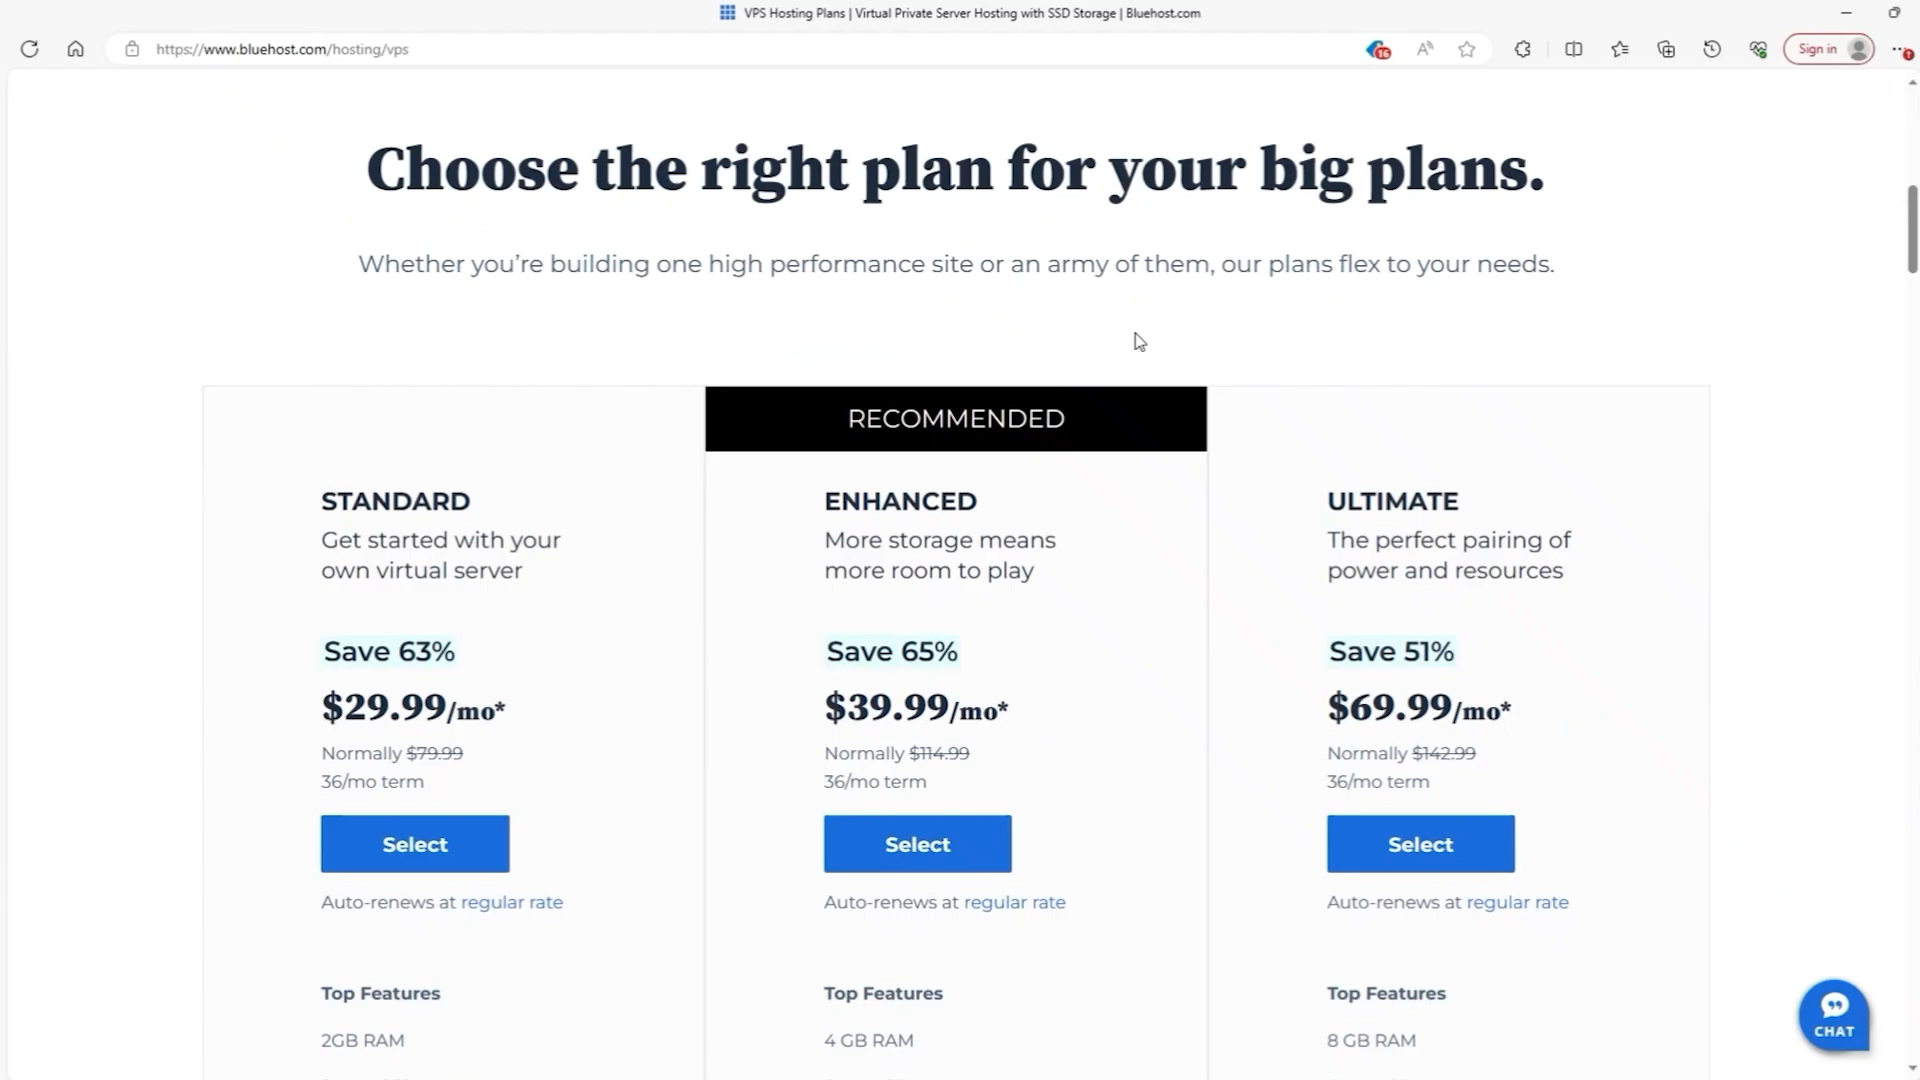 VPS Hosting Plans | Virtual Private Server Hosting with SSD Storage | Bluehost.com
https://www.bluehost.com/hosting/vps
16
Sign in
Choose the right plan for your big plans.
Whether you’re building one high performance site or an army of them, our plans flex to your needs.
RECOMMENDED
STANDARD
Get started with your
own virtual server
Save 63%
$29.99/mo*
Normally $79.99
36/mo term
Select
Auto-renews at regular rate
Top Features
2GB RAM
ENHANCED
More storage means
more room to play
Save 65%
$39.99/mo*
Normally $114.99
36/mo term
Select
Auto-renews at regular rate
Top Features
4 GB RAM
ULTIMATE
The perfect pairing of
power and resources
Save 51%
$69.99/mo*
Normally $142.99
36/mo term
Select
Auto-renews at regular rate
Top Features
8 GB RAM
CHAT